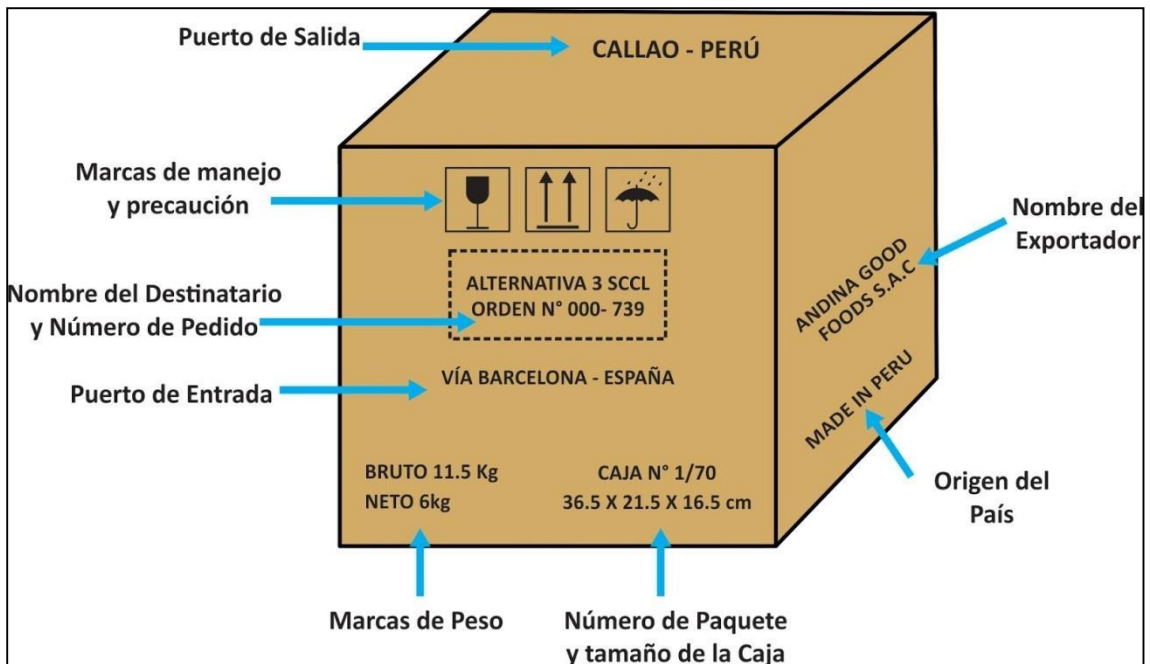 Puerto de Salida
CALLAO - PERÚ
Marcas de manejo
y precaución
Nombre del
Exportador
ANDINA GOOD
FOODS S.A.C
Nombre del Destinatario
y Número de Pedido
ALTERNATIVA 3 SCCL
ORDEN N° 000- 739
Puerto de Entrada
VÍA BARCELONA - ESPAÑA
MADE IN PERU
Origen del
País
BRUTO 11.5 Kg
NETO 6kg
CAJA N° 1/70
36.5 X 21.5 X 16.5 cm
Marcas de Peso
Número de Paquete
y tamaño de la Caja